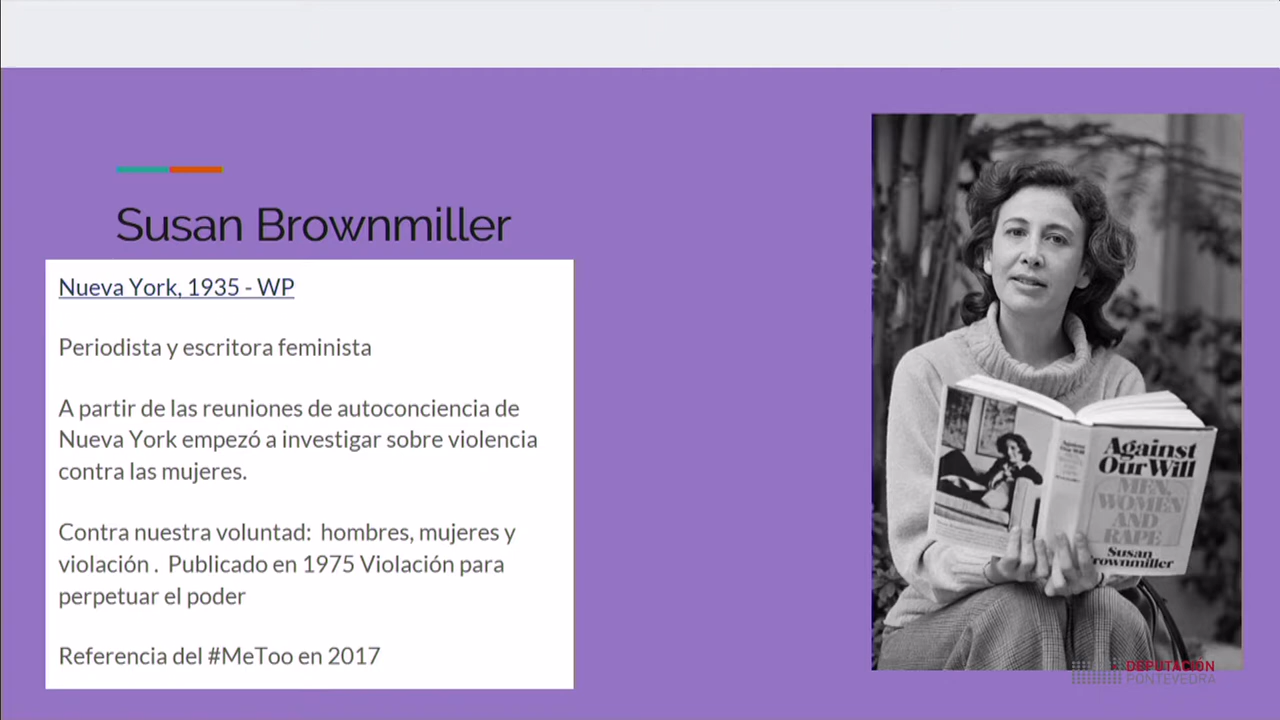 Susan Brownmiller
Nueva York, 1935 - WP
Periodista y escritora feminista
A partir de las reuniones de autoconciencia de
Nueva York empezó a investigar sobre violencia
contra las mujeres.
Contra nuestra voluntad: hombres, mujeres y
violación . Publicado en 1975 Violación para
perpetuar el poder
Referencia del #MeToo en 2017
Against
Our Will
MEN,
WOMEN
AND
RAPE
Susan
Brownmiller
DEPUTACIÓN
PONTEVEDRA